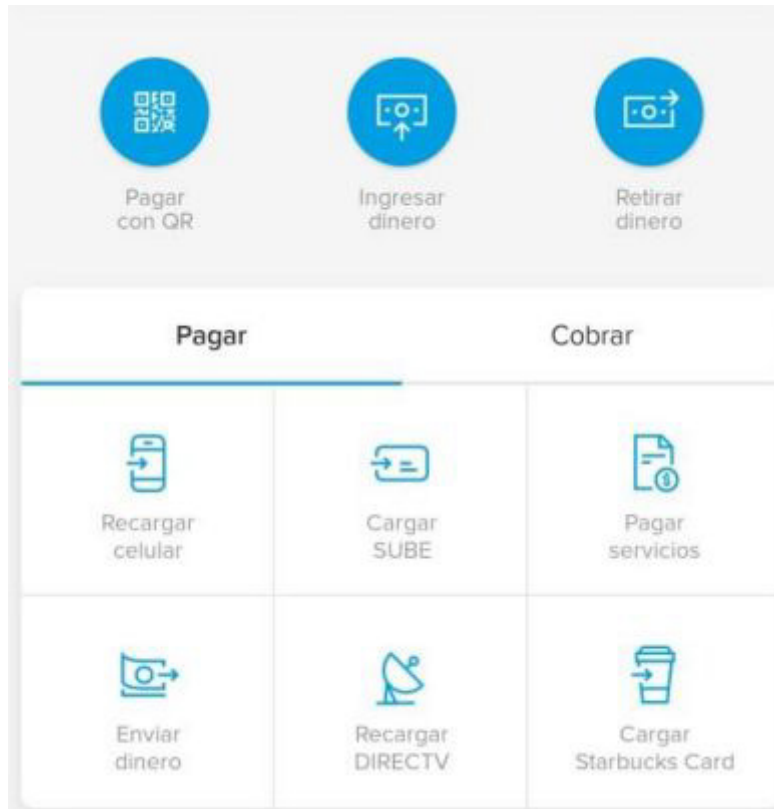 Pagar
con QR
Ingresar
dinero
Retirar
dinero
Pagar
Cobrar
Recargar
celular
Cargar
SUBE
Pagar
servicios
Enviar
dinero
Recargar
DIRECTV
Cargar
Starbucks Card